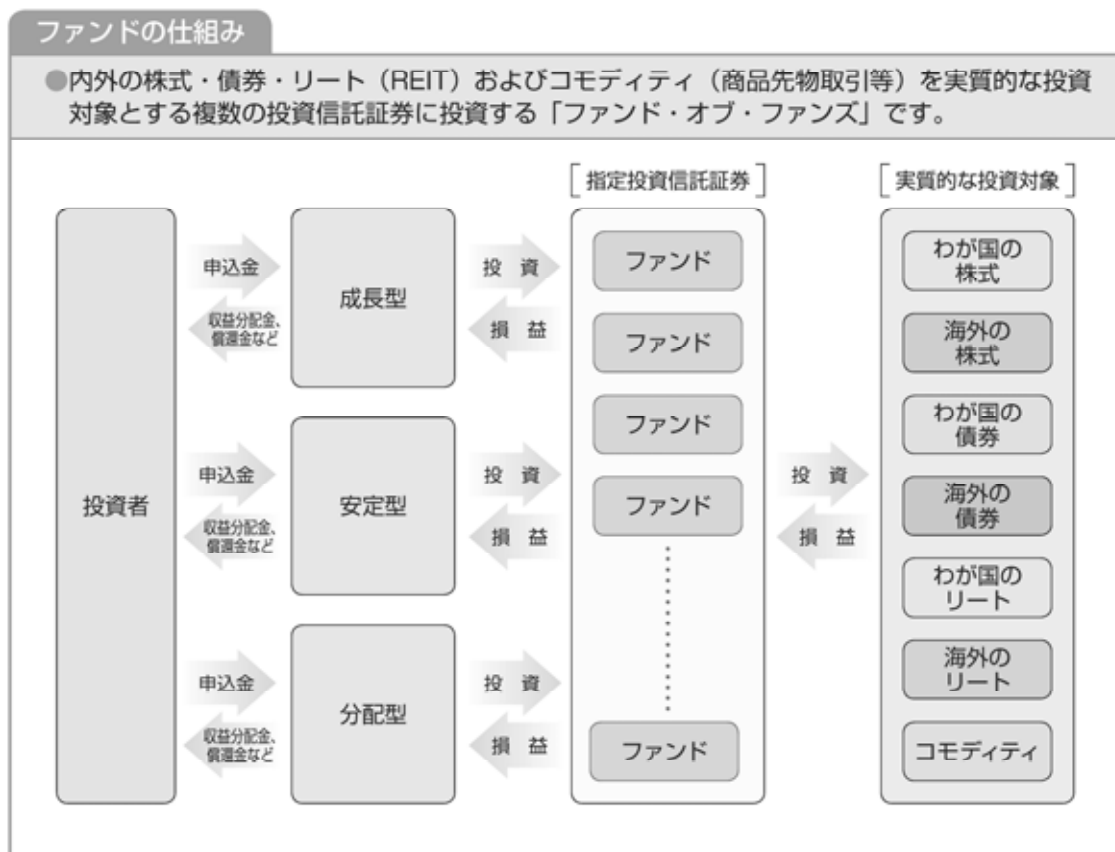 ファンドの仕組み
●内外の株式・債券・リート（REIT）およびコモディティ（商品先物取引等）を実質的な投資
対象とする複数の投資信託証券に投資する「ファンド・オブ・ファンズ」です。
指定投資信託証券
実質的な投資対象
投資者
申込金
収益分配金、
償還金など
成長型
投 資
損 益
申込金
収益分配金、
償還金など
安定型
投 資
損 益
申込金
収益分配金、
償還金など
分配型
投 資
損 益
ファンド
ファンド
ファンド
ファンド
ファンド
投 資
損 益
わが国の
株式
海外の
株式
わが国の
債券
海外の
債券
わが国の
リート
海外の
リート
コモディティ